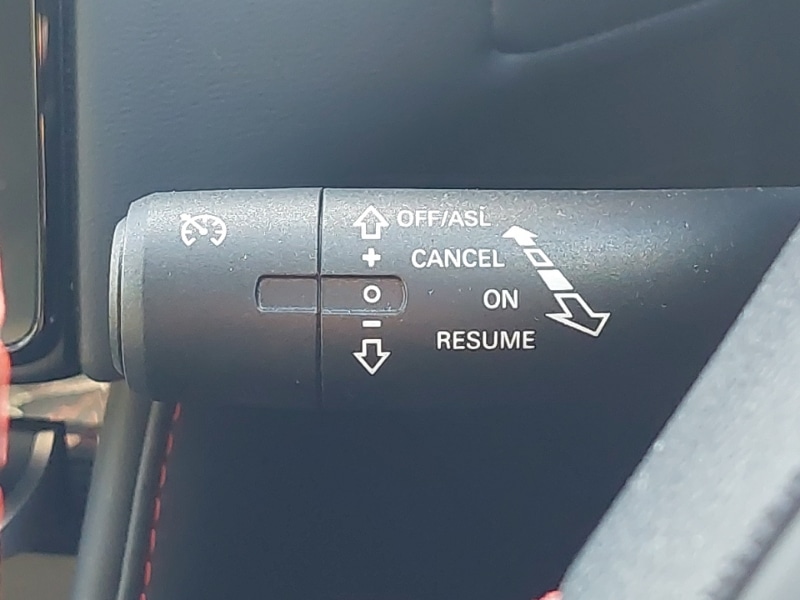 OFF/ASL
+ CANCEL
O ON
- RESUME